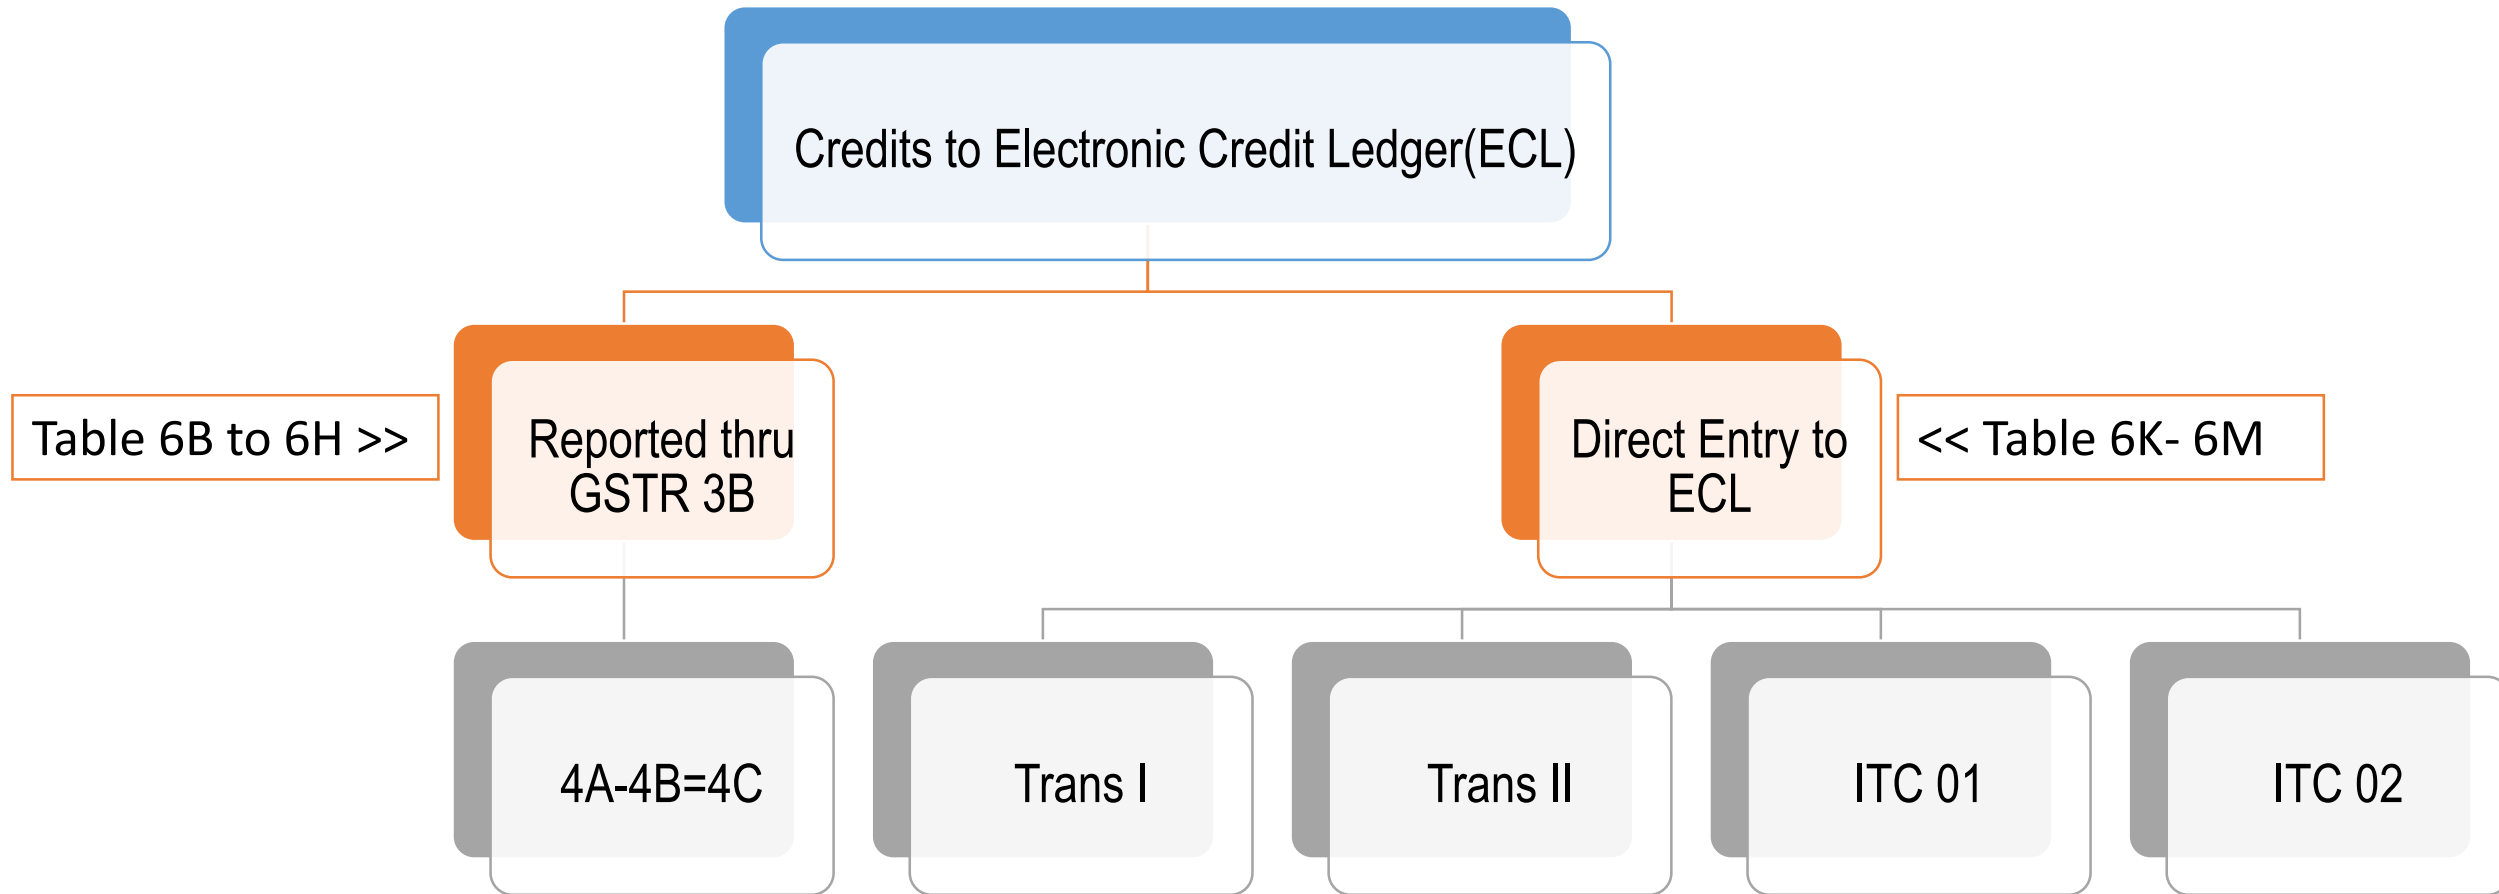 Credits to Electronic Credit Ledger(ECL)
Table 6B to 6H >>
Reported thru
GSTR 3B
Direct Entry to
ECL
<< Table 6K- 6M
4A-4B=4C
Trans I
Trans II
ITC 01
ITC 02